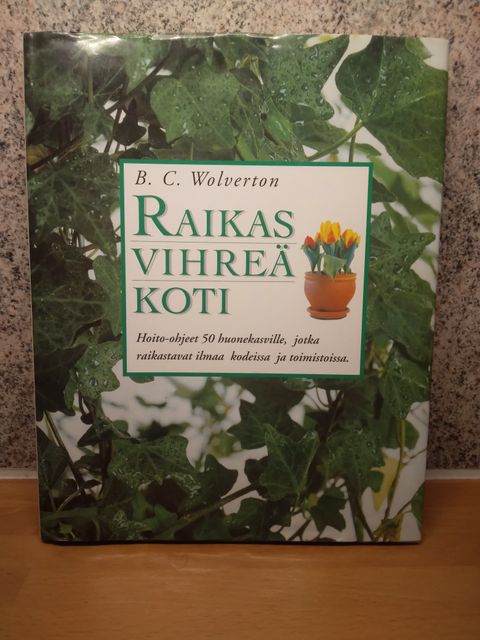 B. C. Wolverton
RAIKAS
VIHREÄ
KOTI
Hoito-ohjeet 50 huonekasville, jotka
raikastavat ilmaa kodeissa ja toimistoissa.